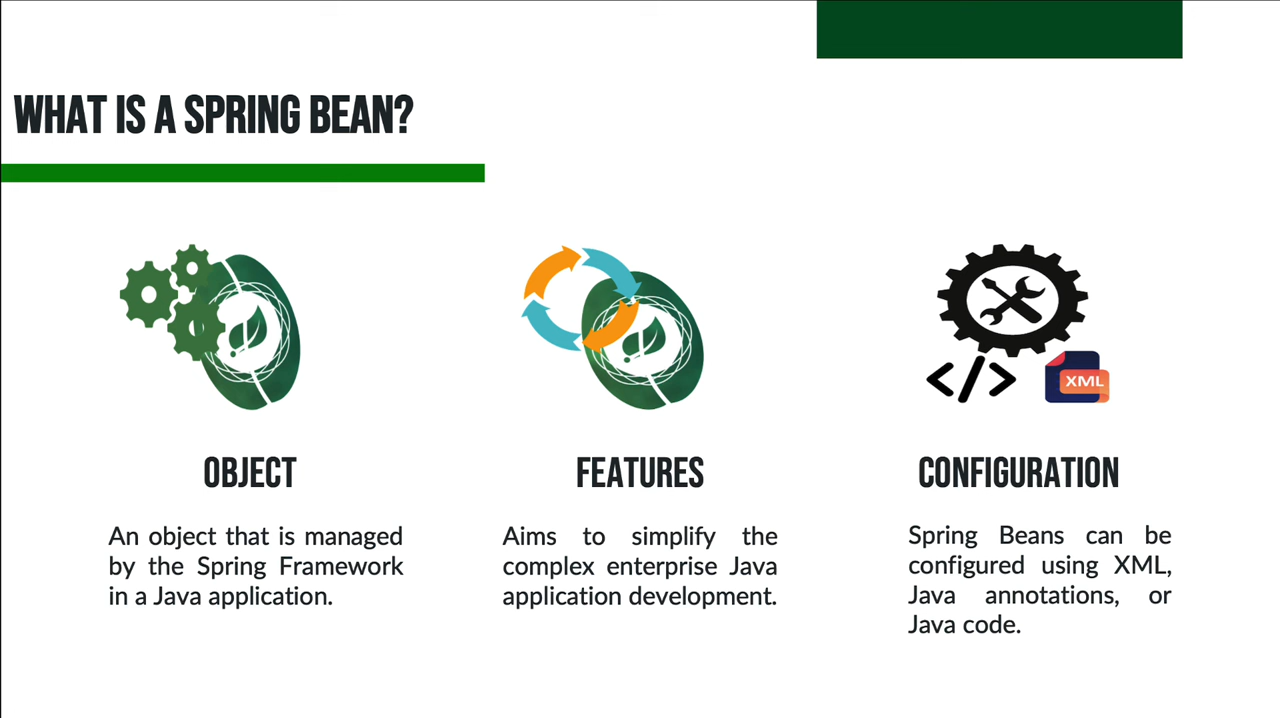 WHAT IS A SPRING BEAN?
OBJECT
An object that is managed
by the Spring Framework
in a Java application.
FEATURES
Aims to simplify the
complex enterprise Java
application development.
</>
XML
CONFIGURATION
Spring Beans can be
configured using XML,
Java annotations, or
Java code.